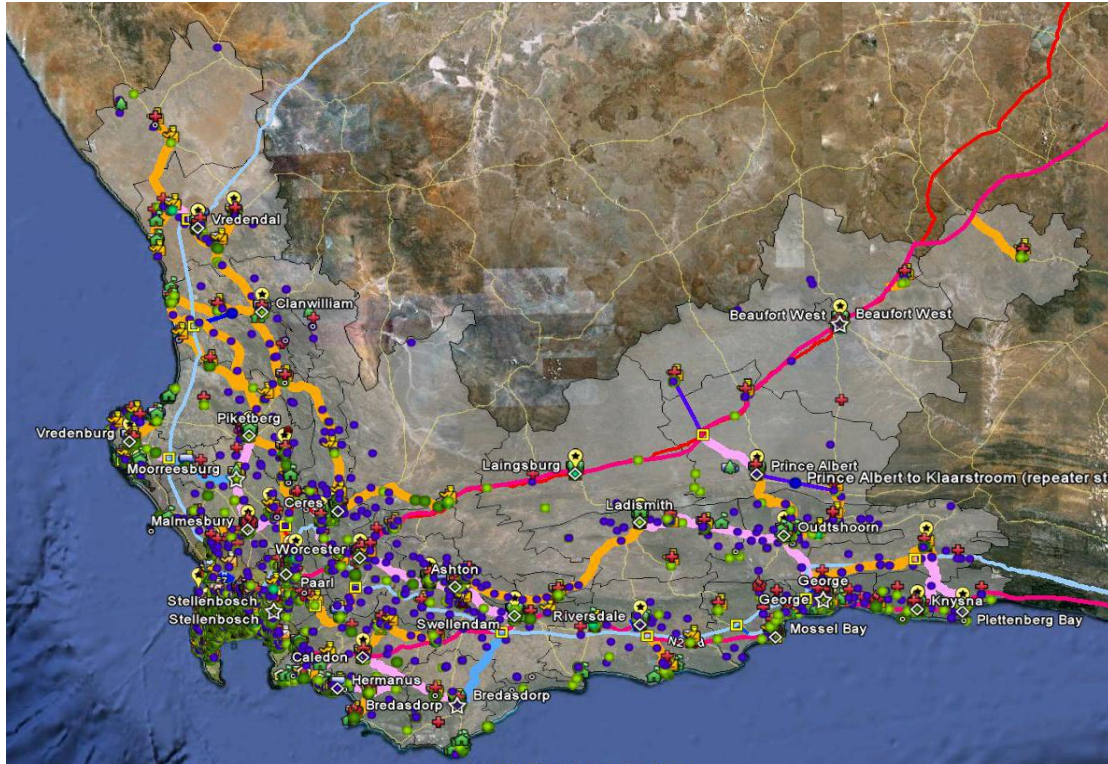 Vredendal
Clanwilliam
Beaufort West
Beaufort West
Piketberg
Vredenburg
Moorreesburg
Laingsburg
Prince Albert
Prince Albert to Klaarstroom (repeater st
Ceres
Ladismith
Malmesbury
Oudtshoorn
Worcester
Ashton
Paarl
George
Stellenbosch
George
Knysna
Stellenbosch
Riversdale
Swellendam
Plettenberg Bay
Mossel Bay
N2
Caledon
Hermanus
Bredasdorp
Bredasdorp